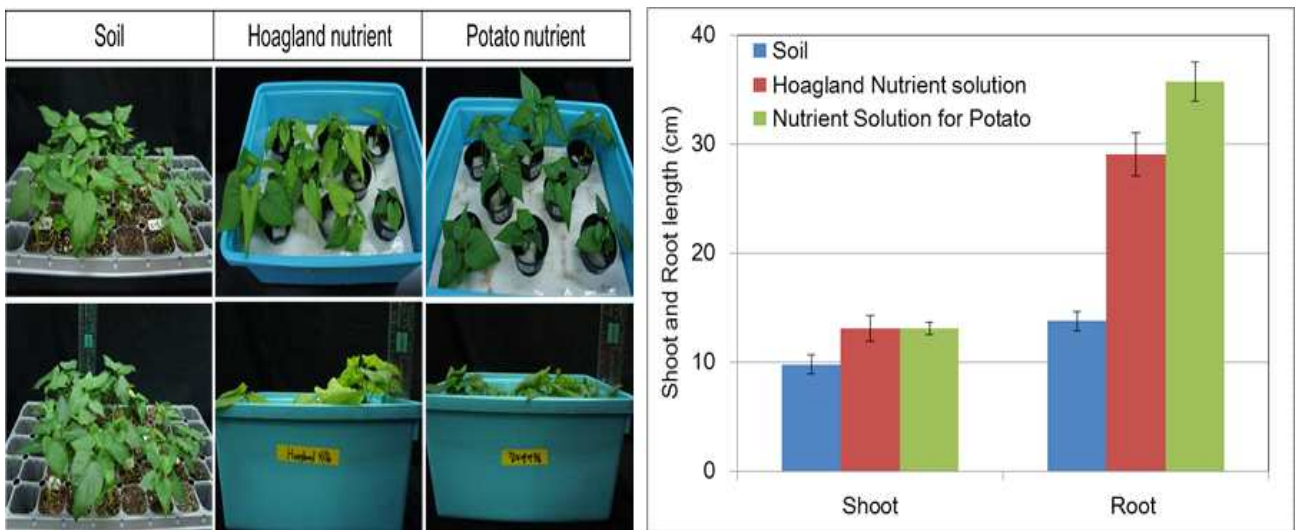 Soil
Hoagland nutrient
Potato nutrient
Shoot and Root length (cm)
40
30
20
10
0
Soil
Hoagland Nutrient solution
Nutrient Solution for Potato
Shoot
Root